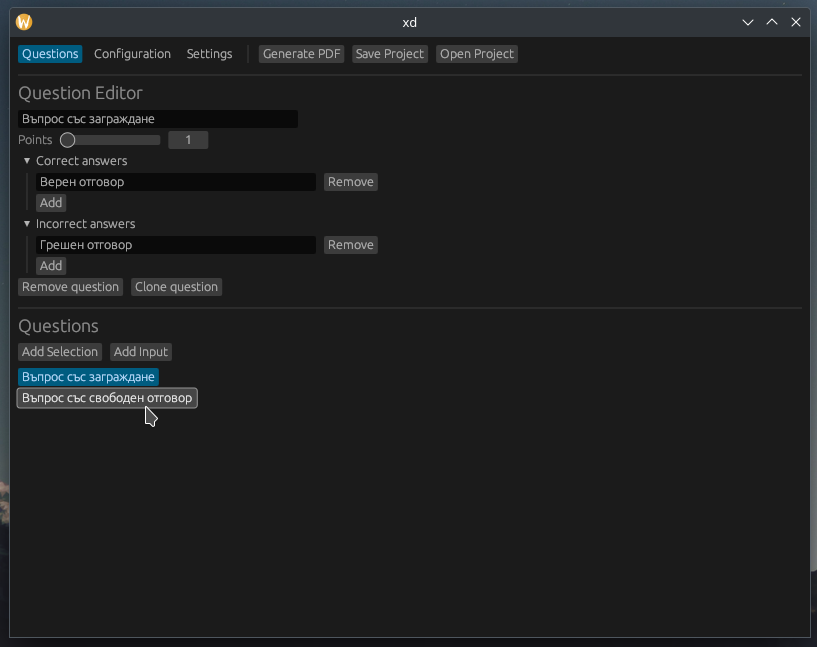 xd
Questions Configuration Settings Generate PDF Save Project Open Project
Question Editor
Въпрос със заграждане
Points 1
Correct answers
Верен отговор Remove
Add
Incorrect answers
Грешен отговор Remove
Add
Remove question Clone question
Questions
Add Selection Add Input
Въпрос със заграждане
Въпрос със свободен отговор